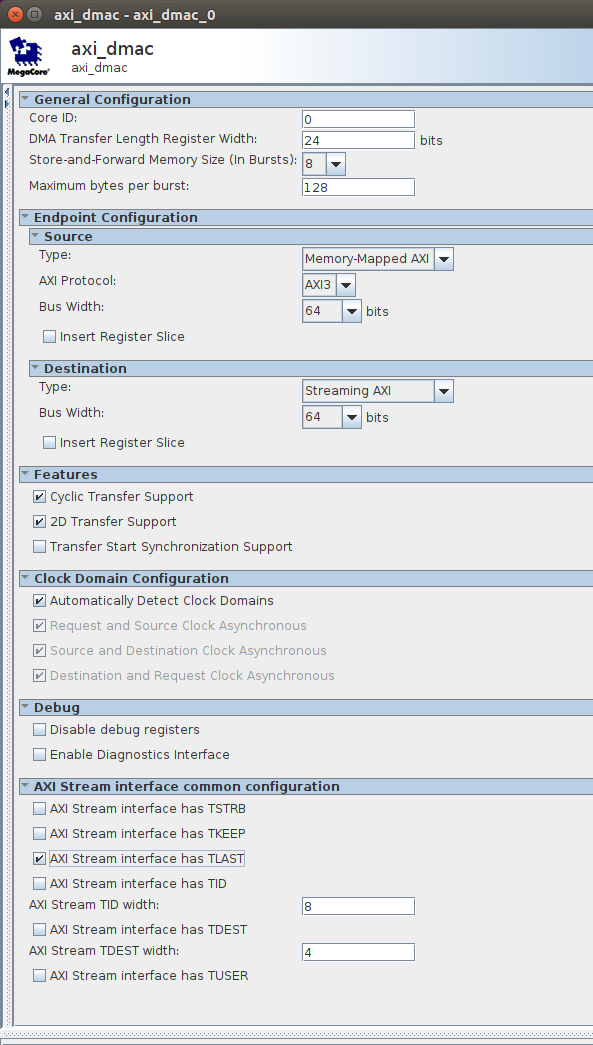 axi_dmac - axi_dmac_0
MegaCore®
axi_dmac
axi_dmac
General Configuration
Core ID: 0
DMA Transfer Length Register Width: 24 bits
Store-and-Forward Memory Size (In Bursts): 8
Maximum bytes per burst: 128
Endpoint Configuration
Source
Type: Memory-Mapped AXI
AXI Protocol: AXI3
Bus Width: 64 bits
Insert Register Slice
Destination
Type: Streaming AXI
Bus Width: 64 bits
Insert Register Slice
Features
Cyclic Transfer Support
2D Transfer Support
Transfer Start Synchronization Support
Clock Domain Configuration
Automatically Detect Clock Domains
Request and Source Clock Asynchronous
Source and Destination Clock Asynchronous
Destination and Request Clock Asynchronous
Debug
Disable debug registers
Enable Diagnostics Interface
AXI Stream interface common configuration
AXI Stream interface has TSTRB
AXI Stream interface has TKEEP
AXI Stream interface has TLAST
AXI Stream interface has TID
AXI Stream TID width: 8
AXI Stream interface has TDEST
AXI Stream TDEST width: 4
AXI Stream interface has TUSER